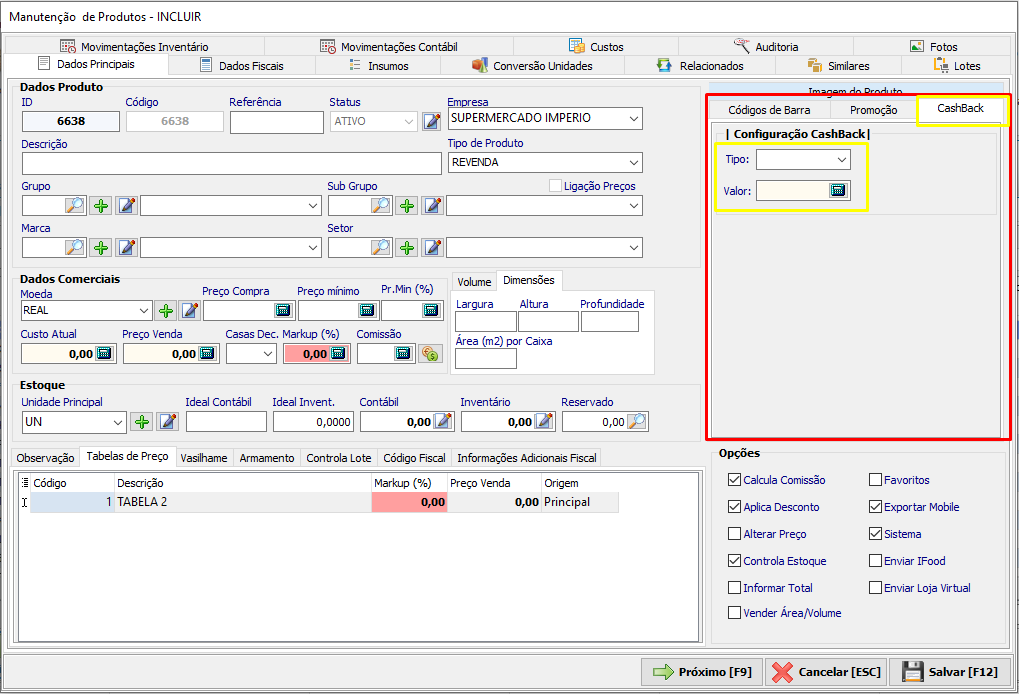 Manutenção de Produtos - INCLUIR
Movimentações Inventário Movimentações Contábil Custos Auditoria Fotos
Dados Principais Dados Fiscais Insumos Conversão Unidades Relacionados Similares Lotes
Dados Produto
ID Código Referência Status Empresa
6638 6638 ATIVO SUPERMERCADO IMPERIO
Descrição Tipo de Produto
REVENDA
Grupo Sub Grupo Ligação Preços
Marca Setor
Imagem do Produto
Códigos de Barra Promoção CashBack
| Configuração CashBack|
Tipo:
Valor:
Dados Comerciais
Moeda Preço Compra Preço mínimo Pr.Min (%)
REAL
Custo Atual Preço Venda Casas Dec. Markup (%) Comissão
0,00 0,00 0,00
Volume Dimensões
Largura Altura Profundidade
Área (m2) por Caixa
Estoque
Unidade Principal Ideal Contábil Ideal Invent. Contábil Inventário Reservado
UN 0,0000 0,00 0,00 0,00
Observação Tabelas de Preço Vasilhame Armamento Controla Lote Código Fiscal Informações Adicionais Fiscal
Código Descrição Markup (%) Preço Venda Origem
1 TABELA 2 0,00 0,00 Principal
Opções
Calcula Comissão Favoritos
Aplica Desconto Exportar Mobile
Alterar Preço Sistema
Controla Estoque Enviar IFood
Informar Total Enviar Loja Virtual
Vender Área/Volume
Próximo [F9] Cancelar [ESC] Salvar [F12]